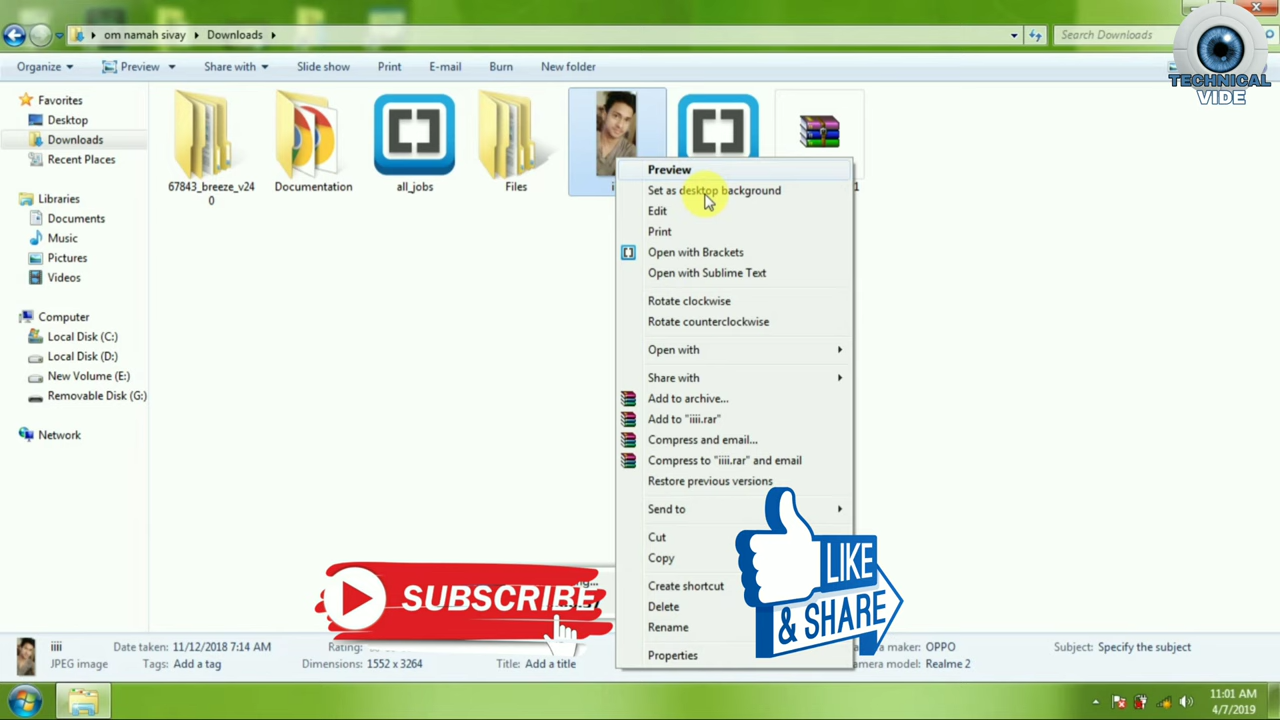 om namah sivay
Downloads
Search Downloads
TECHNICAL
VIDE
Organize
Preview
Share with
Slide show
Print
E-mail
Burn
New folder
Favorites
Desktop
Downloads
Recent Places
Libraries
Documents
Music
Pictures
Videos
Computer
Local Disk (C:)
Local Disk (D:)
New Volume (E:)
Removable Disk (G:)
Network
67843_breeze_v24
0
Documentation
all_jobs
Files
Preview
Set as desktop background
Edit
Print
Open with Brackets
Open with Sublime Text
Rotate clockwise
Rotate counterclockwise
Open with
Share with
Add to archive...
Add to "iiii.rar"
Compress and email...
Compress to "iiii.rar" and email
Restore previous versions
Send to
Cut
Copy
Create shortcut
Delete
Rename
Properties
SUBSCRIBE
LIKE
& SHARE
iiii
JPEG image
Date taken: 11/12/2018 7:14 AM
Tags: Add a tag
Rating:
Dimensions: 1552 x 3264
Title: Add a title
maker: OPPO
model: Realme 2
Subject: Specify the subject
11:01 AM
4/7/2019